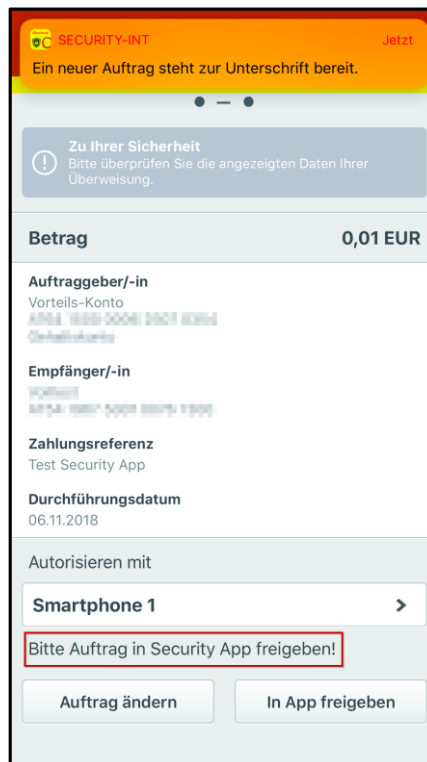 SECURITY-INT
Jetzt
Ein neuer Auftrag steht zur Unterschrift bereit.
Zu Ihrer Sicherheit
Bitte überprüfen Sie die angezeigten Daten Ihrer
Überweisung.
Betrag 0,01 EUR
Auftraggeber/-in
Vorteils-Konto
Empfänger/-in
Zahlungsreferenz
Test Security App
Durchführungsdatum
06.11.2018
Autorisieren mit
Smartphone 1
Bitte Auftrag in Security App freigeben!
Auftrag ändern
In App freigeben